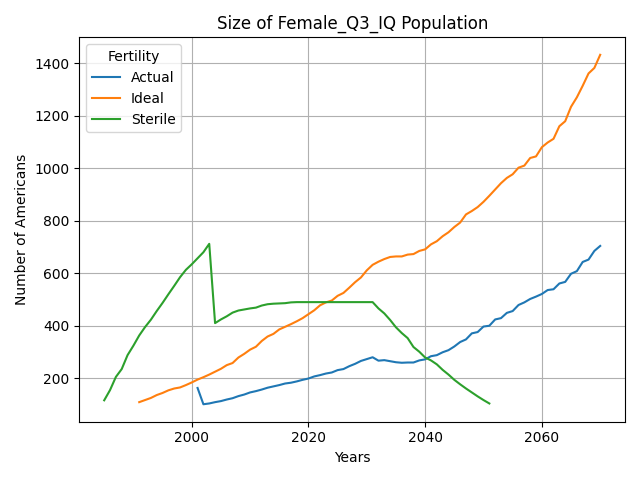 Size of Female_Q3_IQ Population
Fertility
Actual
Ideal
Sterile
Number of Americans
1400
1200
1000
800
600
400
200
2000
2020
2040
2060
Years